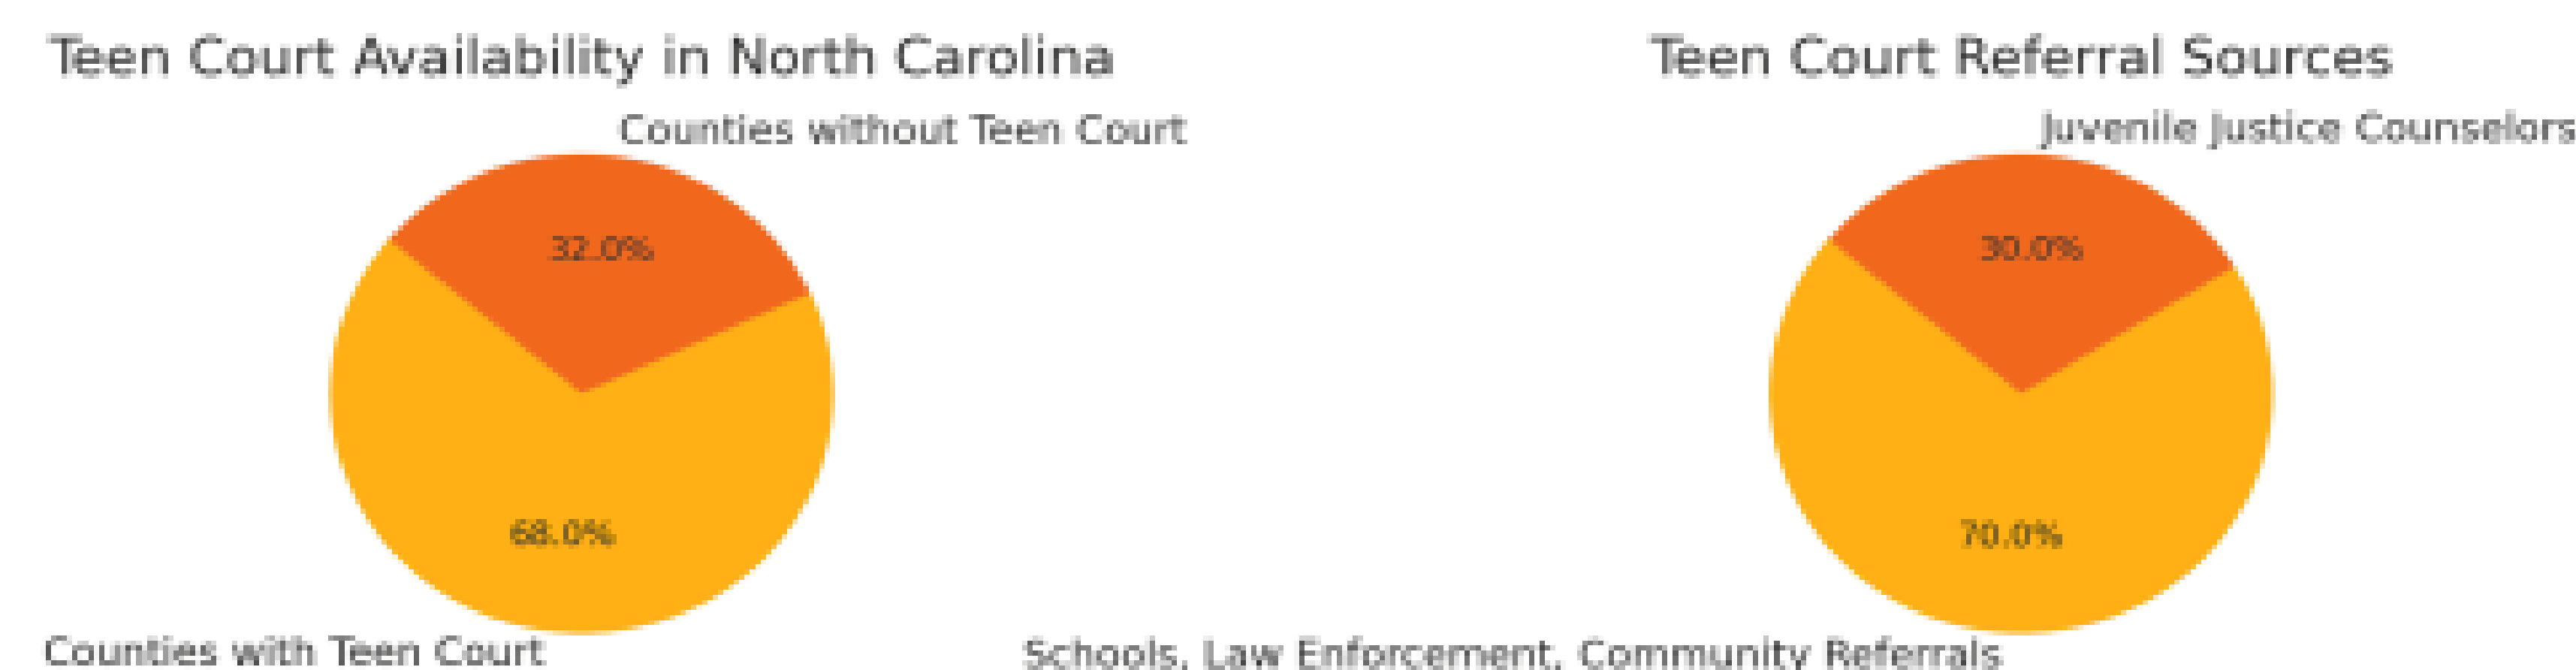 Teen Court Availability in North Carolina
Counties without Teen Court
32.0%
68.0%
Counties with Teen Court
Teen Court Referral Sources
Juvenile Justice Counselors
30.0%
70.0%
Schools, Law Enforcement, Community Referrals